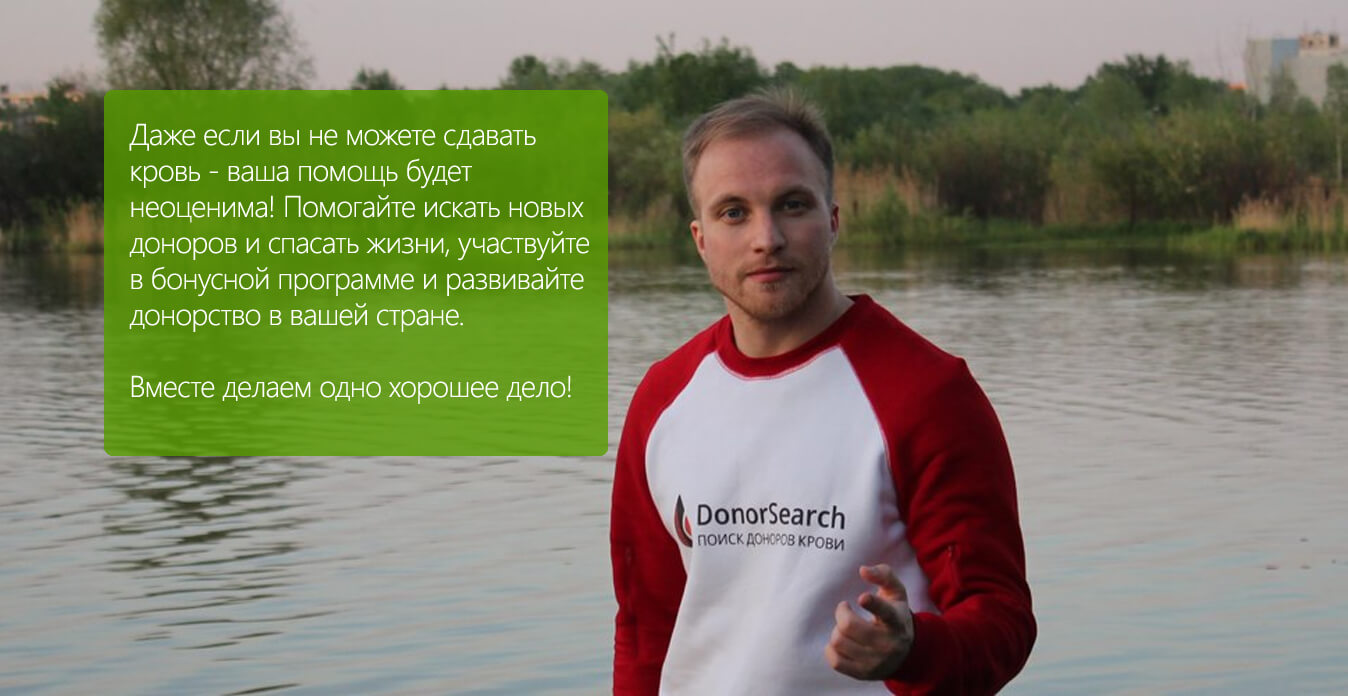 Даже если вы не можете сдавать
кровь - ваша помощь будет
неоценима! Помогайте искать новых
доноров и спасать жизни, участвуйте
в бонусной программе и развивайте
донорство в вашей стране.
Вместе делаем одно хорошее дело!
DonorSearch
ПОИСК ДОНОРОВ КРОВИ